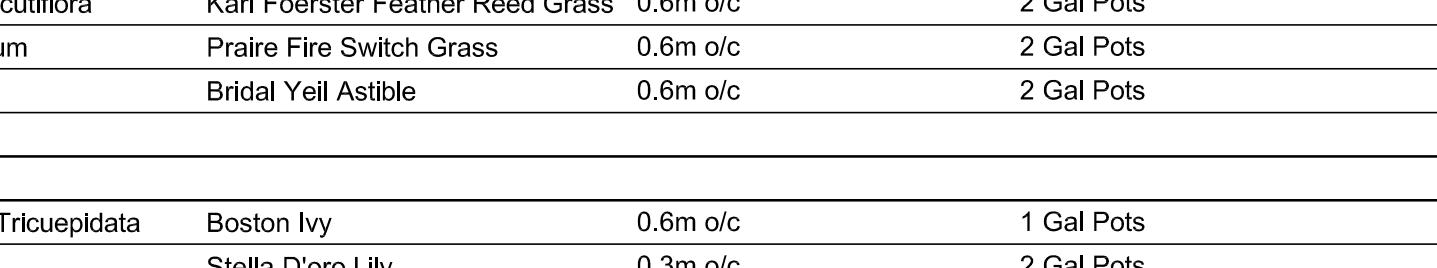 cutiflora Karl Foerster Feather Reed Grass 0.6m o/c 2 Gal Pots
um Praire Fire Switch Grass 0.6m o/c 2 Gal Pots
Bridal Yeil Astible 0.6m o/c 2 Gal Pots
Tricuepidata Boston Ivy 0.6m o/c 1 Gal Pots
Stella D'oro Lily 0.3m o/c 2 Gal Pots